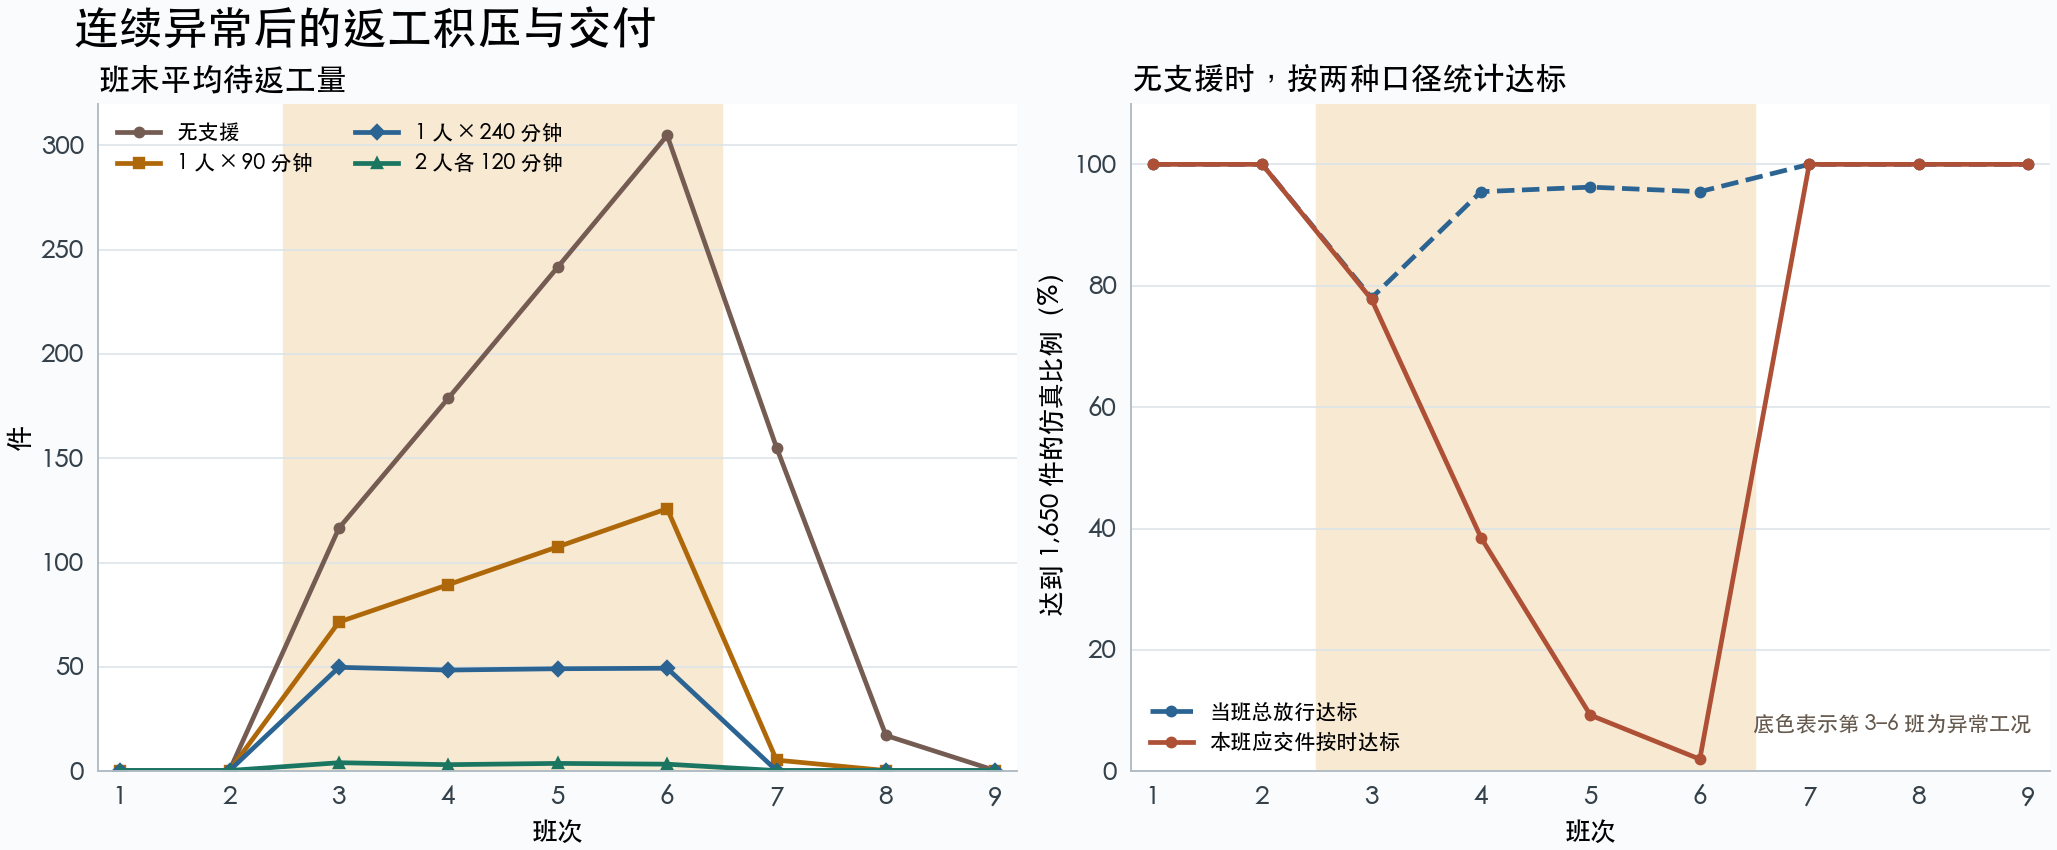 连续异常后的返工积压与交付
班末平均待返工量
无支援
1 人 × 90 分钟
1 人 × 240 分钟
2 人各 120 分钟
件
300
250
200
150
100
50
0
1 2 3 4 5 6 7 8 9
班次
无支援时，按两种口径统计达标
达到 1,650 件的仿真比例（%）
100
80
60
40
20
0
当班总放行达标
本班应交件按时达标
底色表示第 3–6 班为异常工况
1 2 3 4 5 6 7 8 9
班次